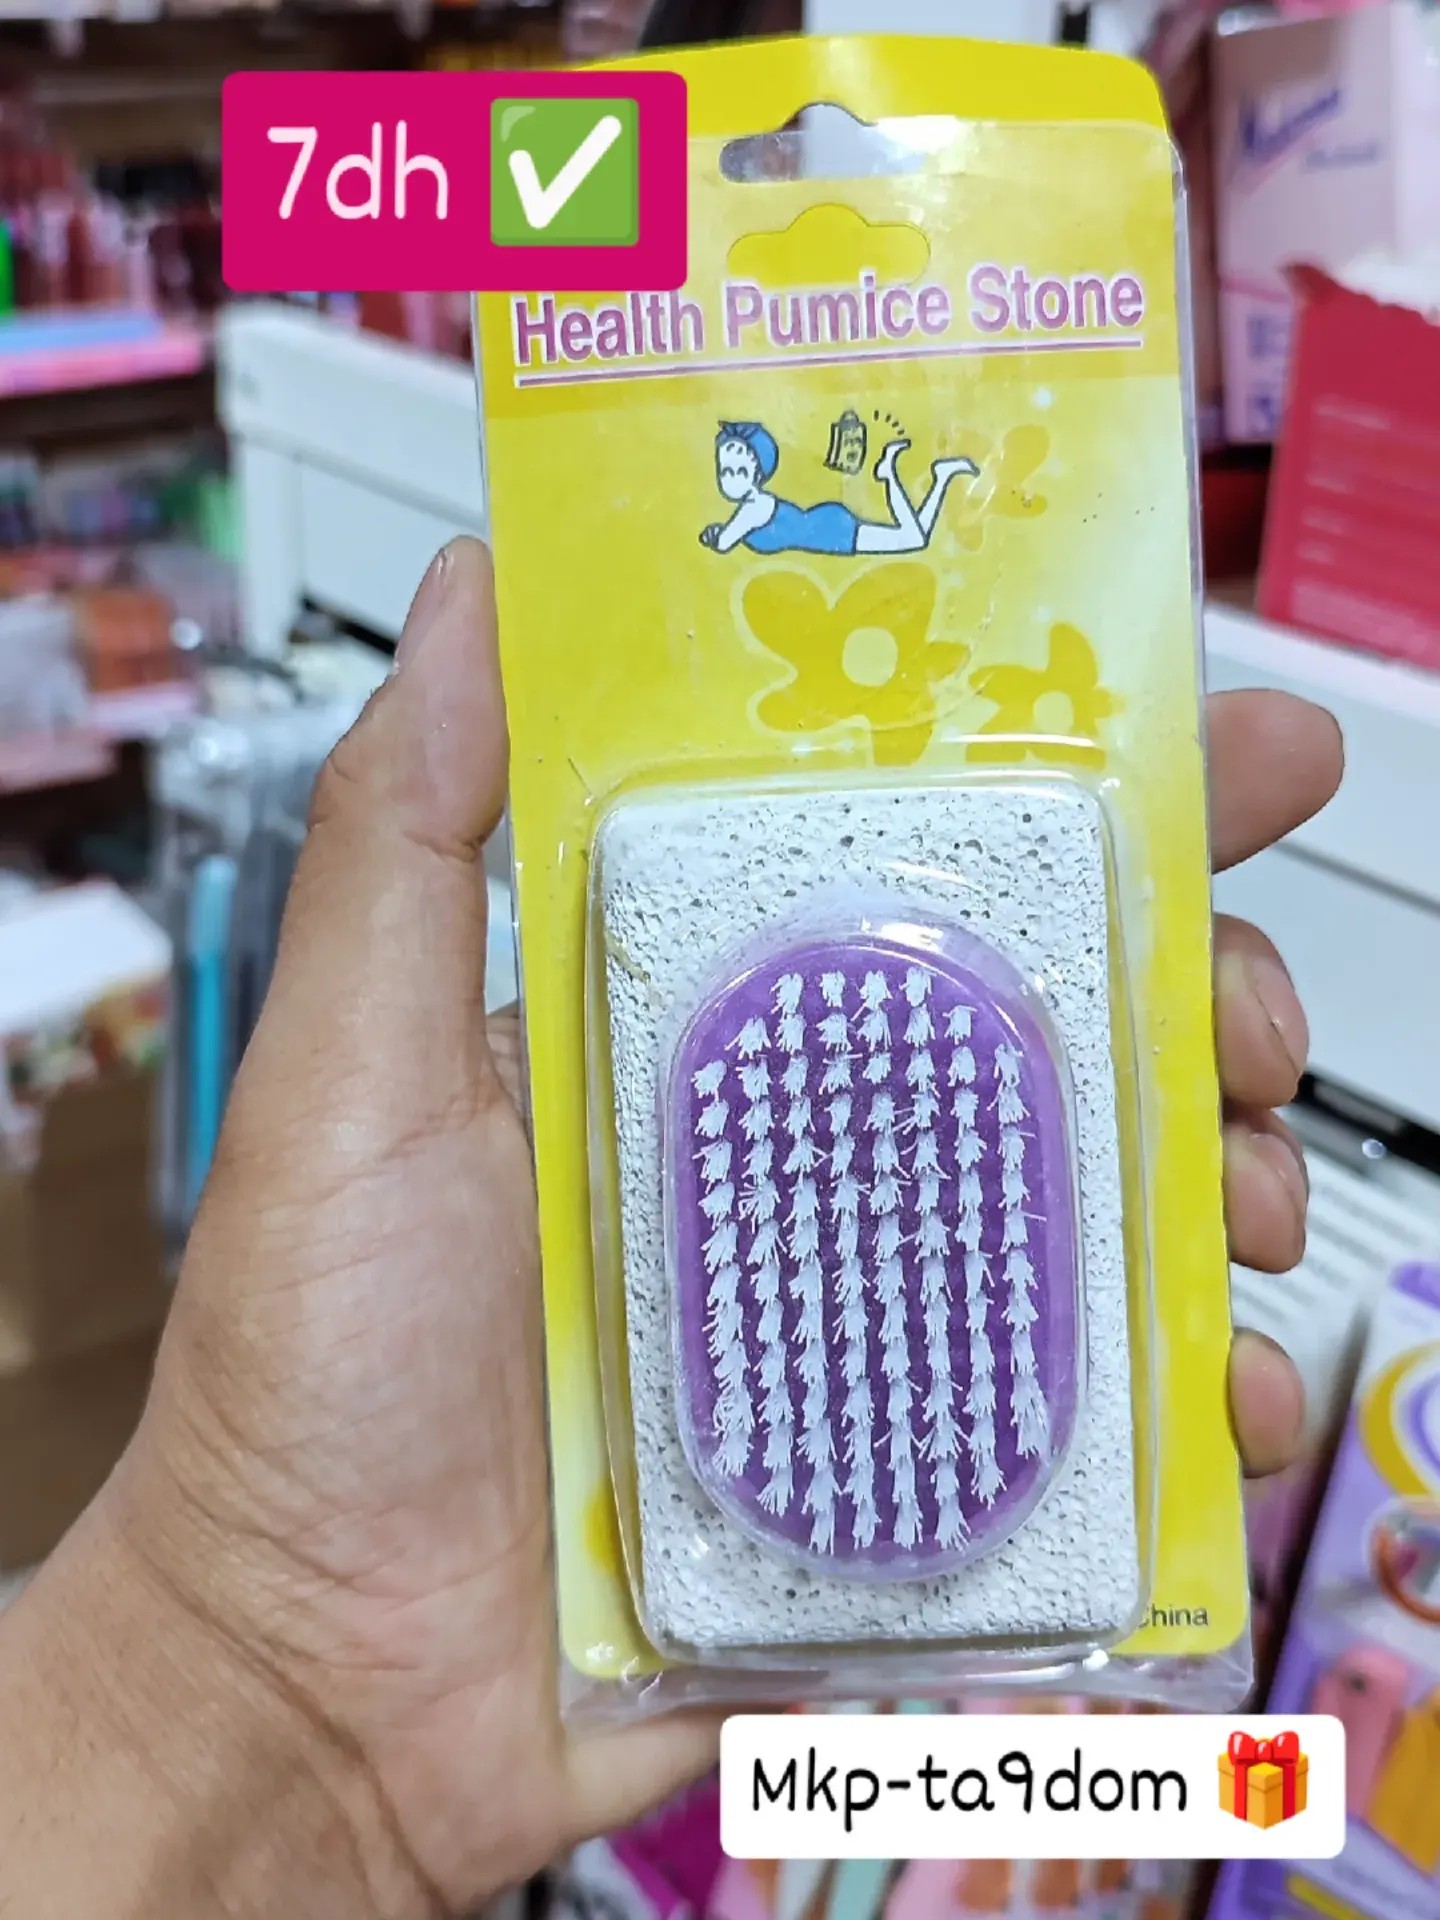 7dh ✅
Health Pumice Stone
China
Mkp-ta9dom 🎁